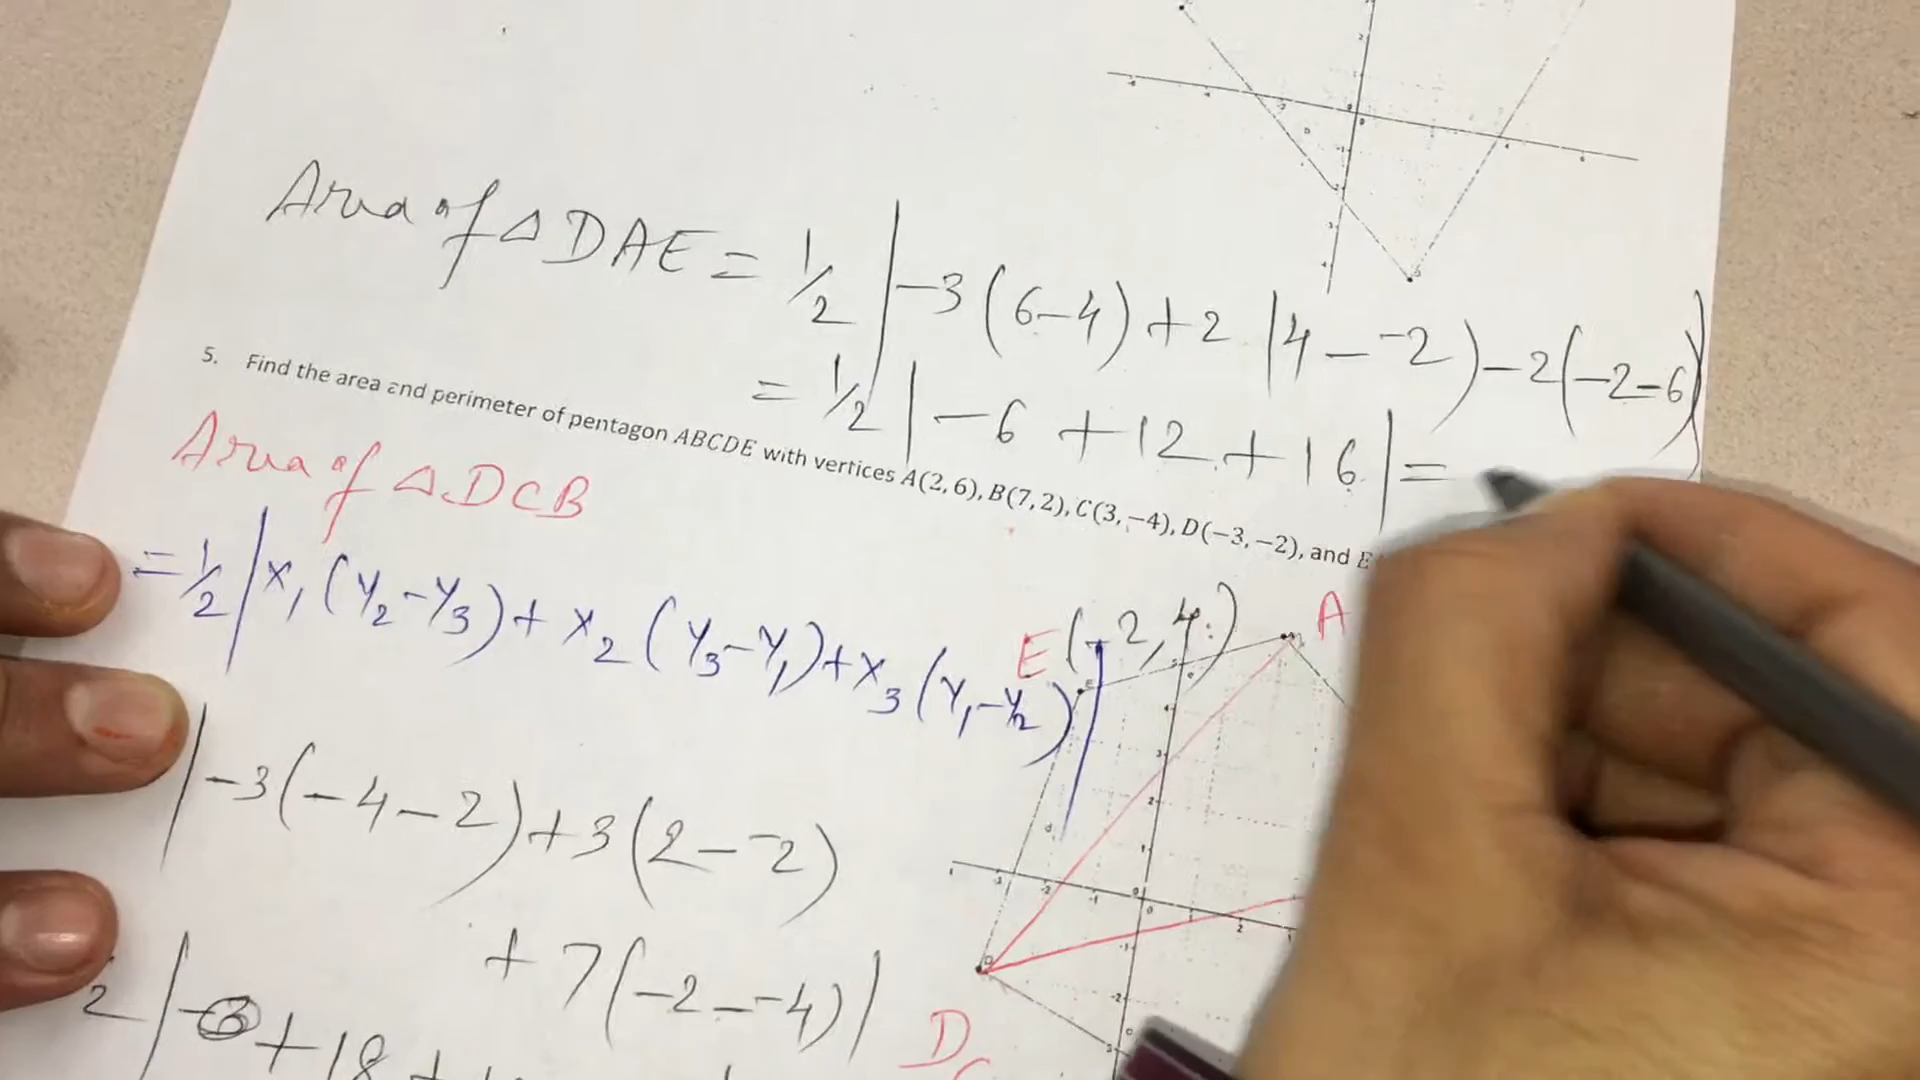 Area of △DAE = 1/2 |-3(6-4)+2(4--2)-2(-2-6)|
= 1/2 |-6+12+16| =
5. Find the area and perimeter of pentagon ABCDE with vertices A(2,6), B(7,2), C(3,-4), D(-3,-2), and E
Area of △DCB
= 1/2 |x₁(y₂-y₃)+x₂(y₃-y₁)+x₃(y₁-y₂)|
E(-2,4)
A
|-3(-4-2)+3(2--2)
+7(-2--4)|
2 |
+18+
D